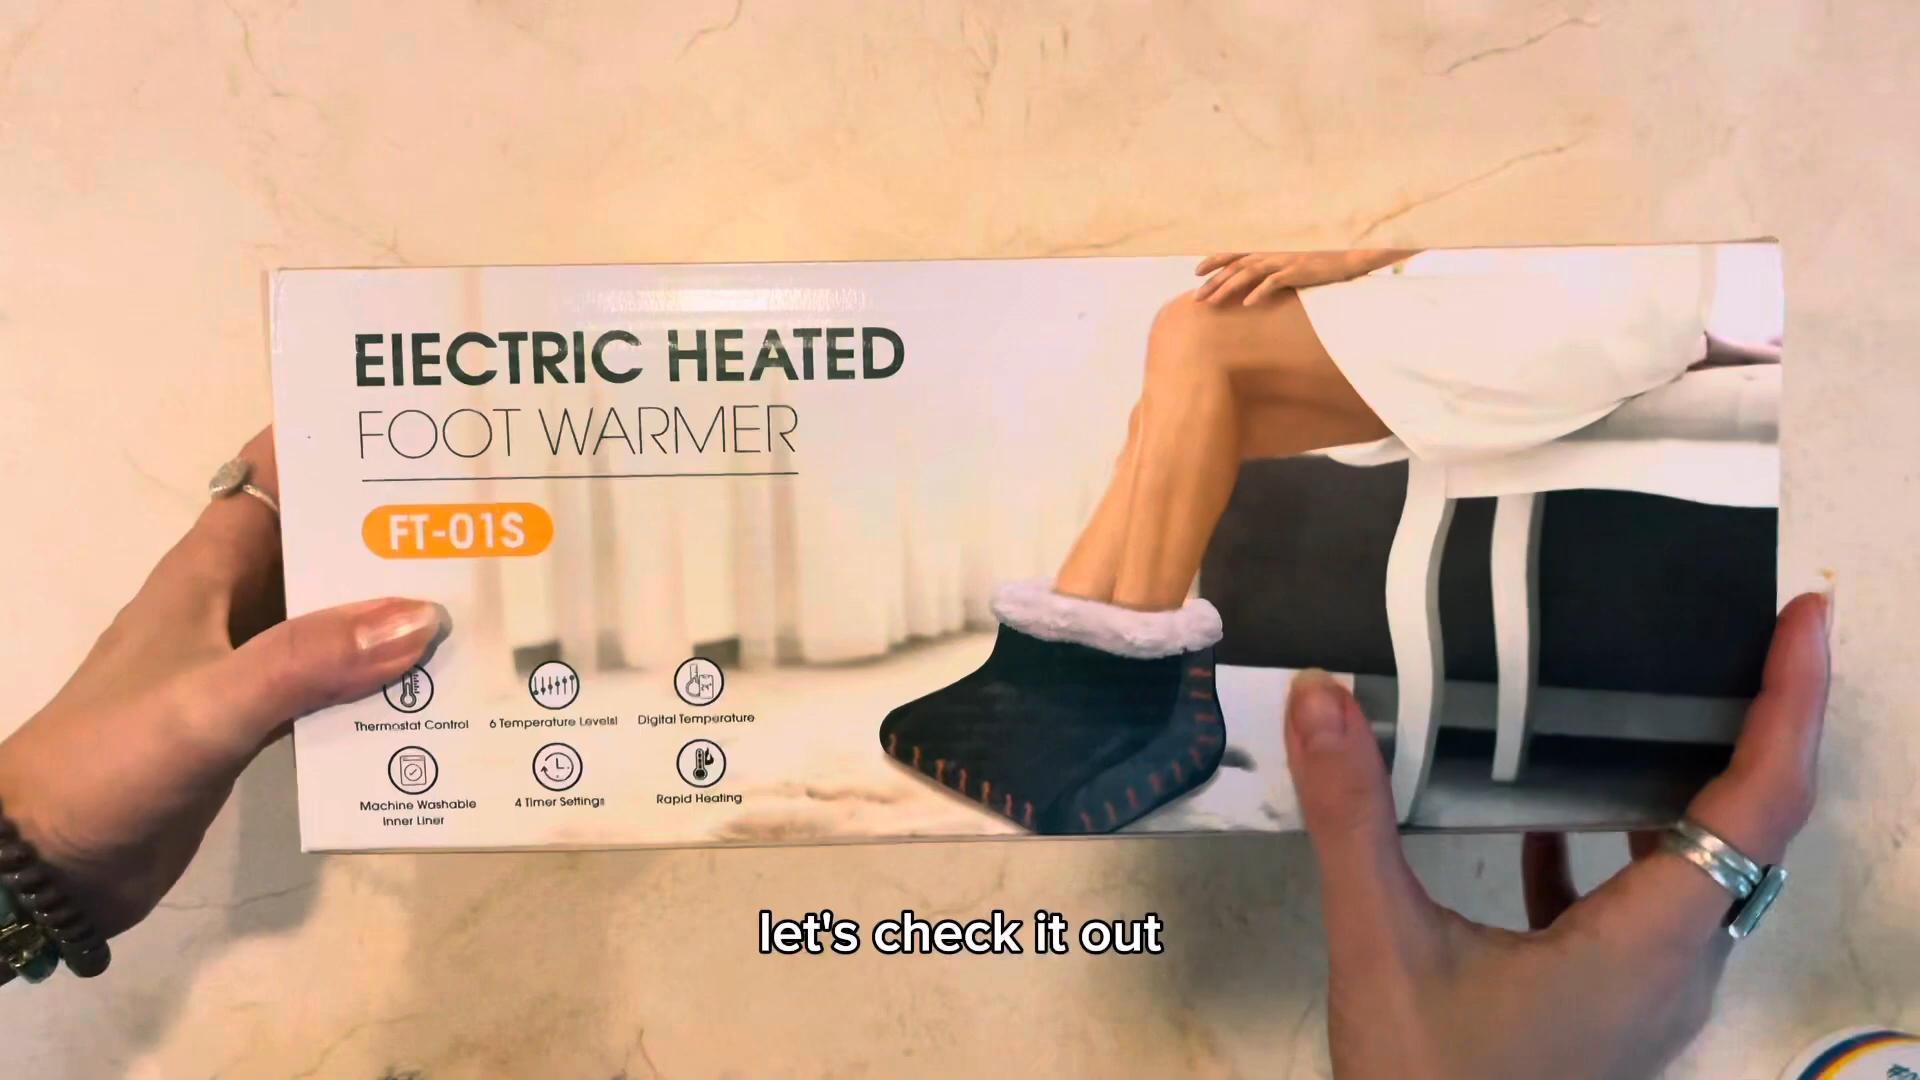 EIECTRIC HEATED
FOOT WARMER
FT-01S
Thermostat Control
6 Temperature Levels!
Digital Temperature
Machine Washable
Inner Liner
4 Timer Settings
Rapid Heating
let's check it out